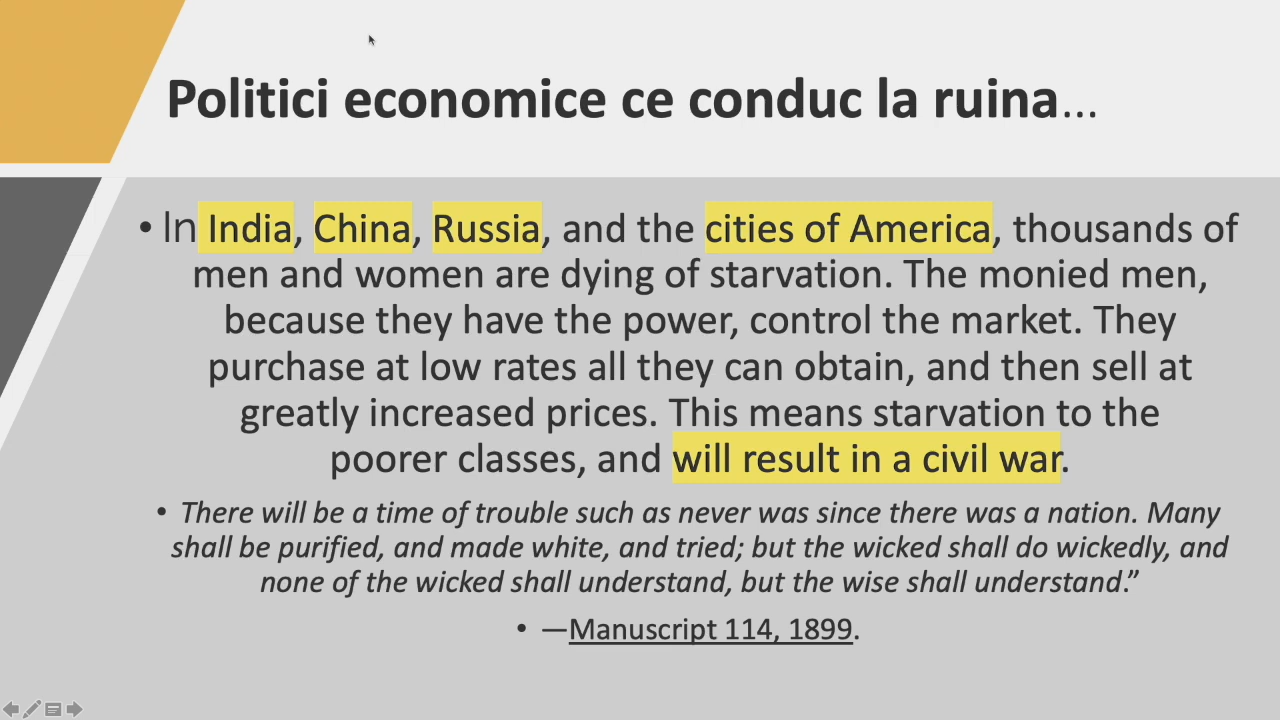 Politici economice ce conduc la ruina...
• In India, China, Russia, and the cities of America, thousands of
men and women are dying of starvation. The monied men,
because they have the power, control the market. They
purchase at low rates all they can obtain, and then sell at
greatly increased prices. This means starvation to the
poorer classes, and will result in a civil war.
• There will be a time of trouble such as never was since there was a nation. Many
shall be purified, and made white, and tried; but the wicked shall do wickedly, and
none of the wicked shall understand, but the wise shall understand.”
• —Manuscript 114, 1899.